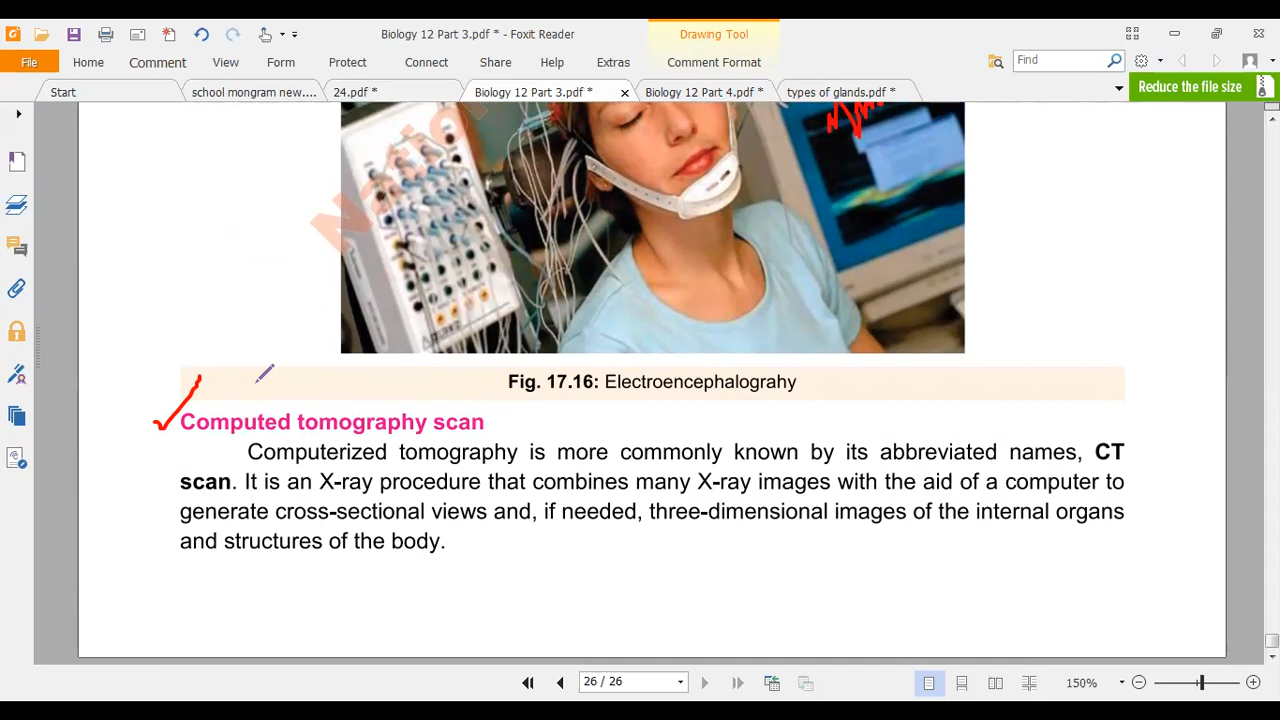 Biology 12 Part 3.pdf * - Foxit Reader
Drawing Tool
File Home Comment View Form Protect Connect Share Help Extras Comment Format
Find
Start
school mongram new....
24.pdf *
Biology 12 Part 3.pdf *
Biology 12 Part 4.pdf *
types of glands.pdf *
Reduce the file size
Fig. 17.16: Electroencephalograhy
Computed tomography scan
Computerized tomography is more commonly known by its abbreviated names, CT
scan. It is an X-ray procedure that combines many X-ray images with the aid of a computer to
generate cross-sectional views and, if needed, three-dimensional images of the internal organs
and structures of the body.
26 / 26
150%